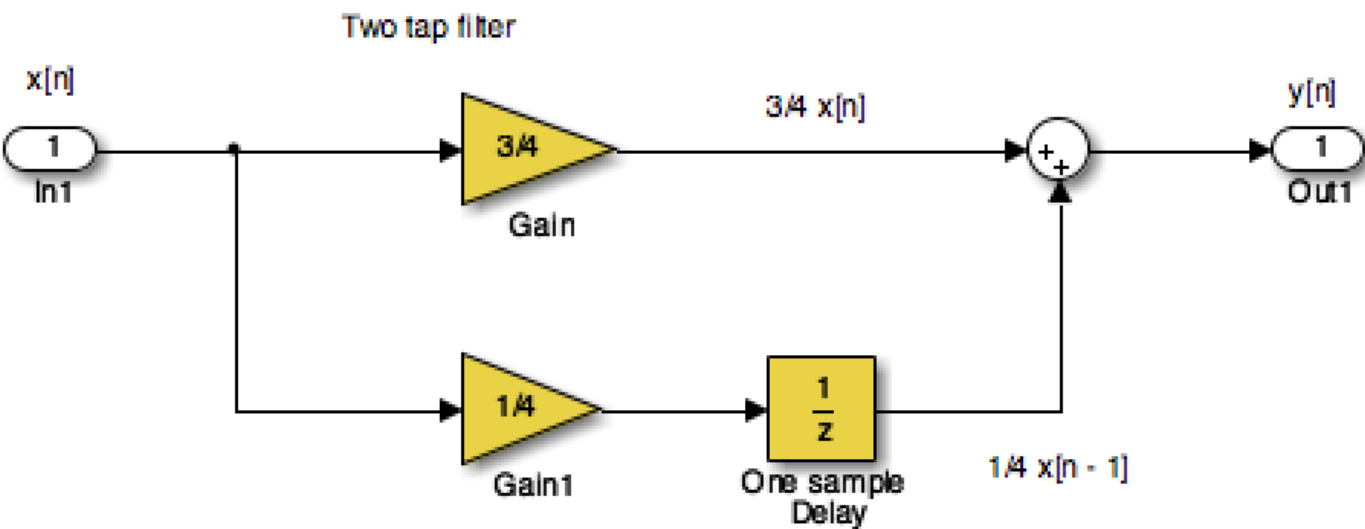 Two tap filter
x[n]
1
In1
3/4
Gain
3/4 x[n]
+
+
y[n]
1
Out1
1/4
Gain1
1
z
One sample
Delay
1/4 x[n - 1]